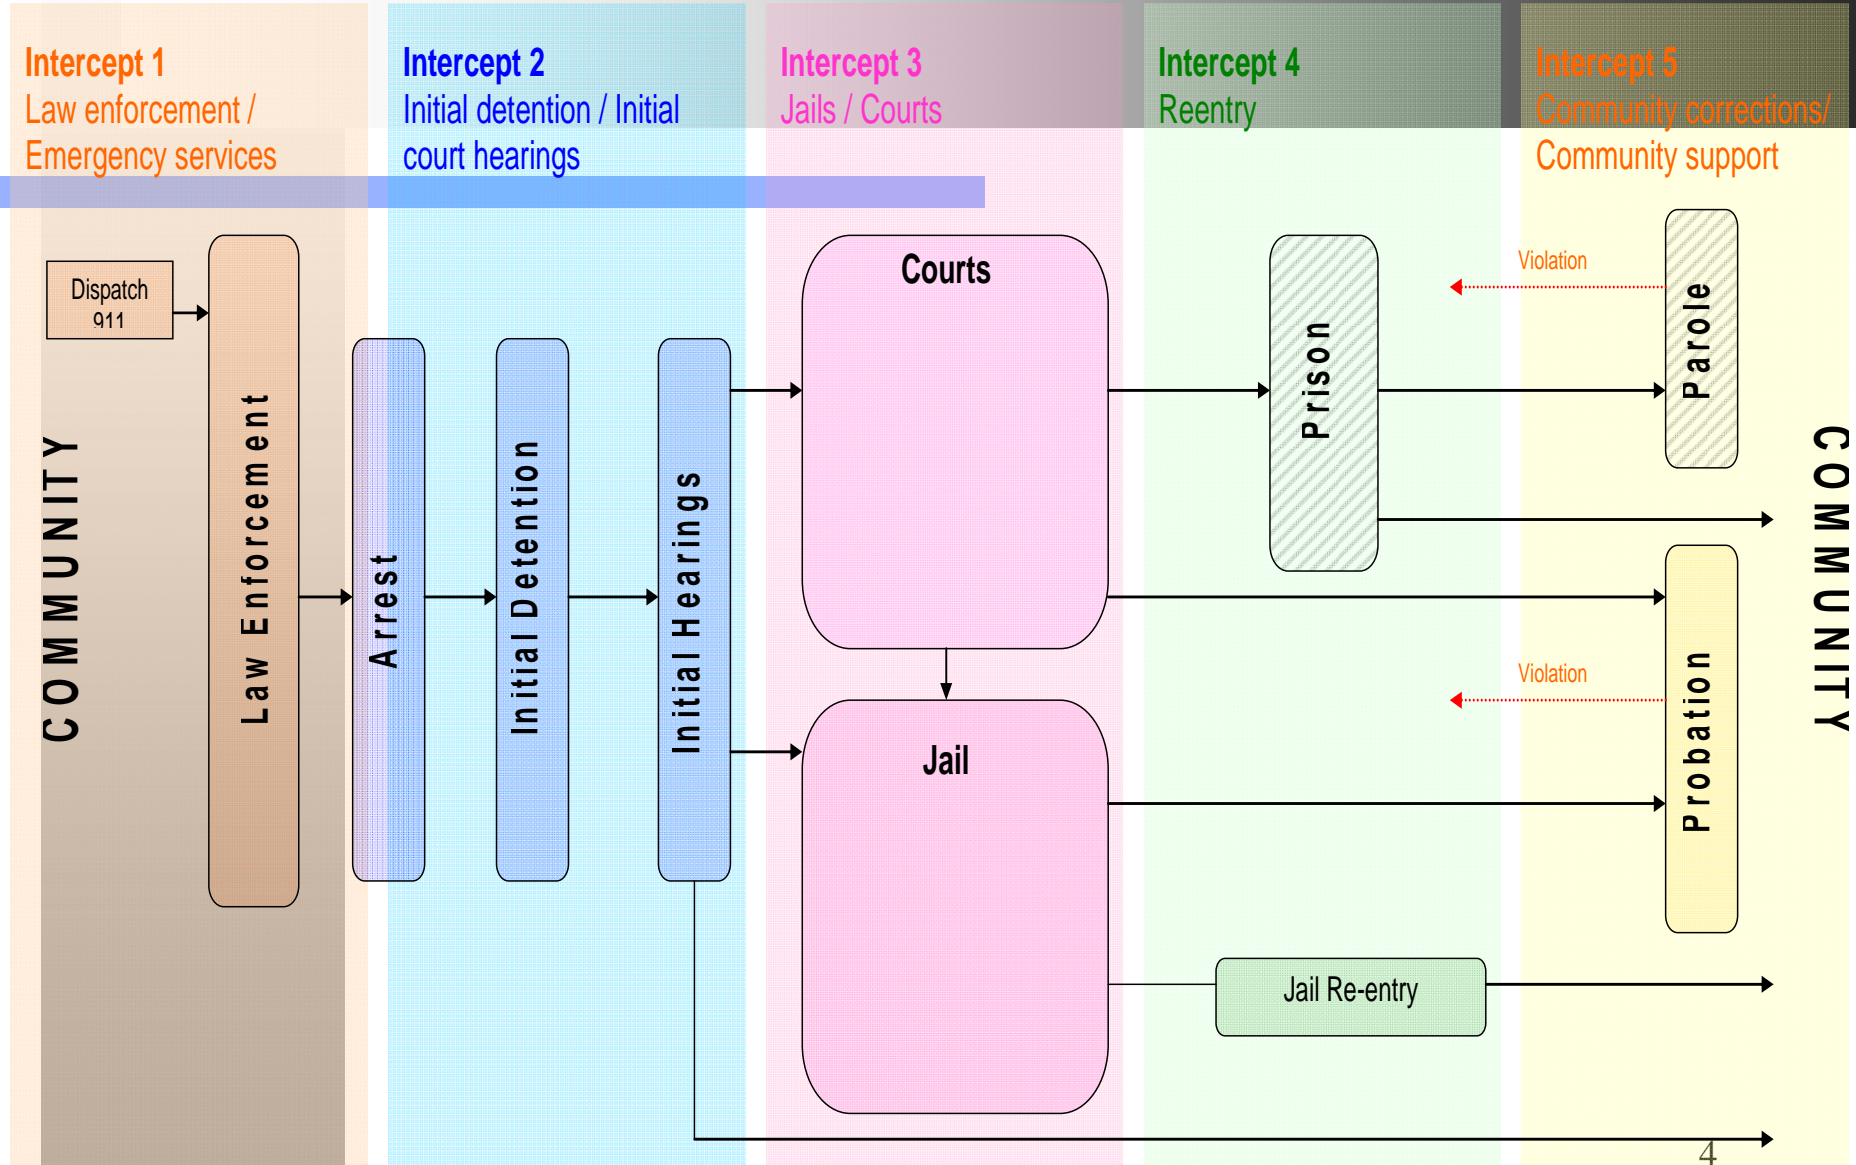 Intercept 1
Law enforcement /
Emergency services
Intercept 2
Initial detention / Initial
court hearings
Intercept 3
Jails / Courts
Intercept 4
Reentry
Intercept 5
Community corrections/
Community support
COMMUNITY
Dispatch
911
Law Enforcement
Arrest
Initial Detention
Initial Hearings
Courts
Jail
Prison
Violation
Parole
Violation
Probation
Jail Re-entry
COMMUNITY
4